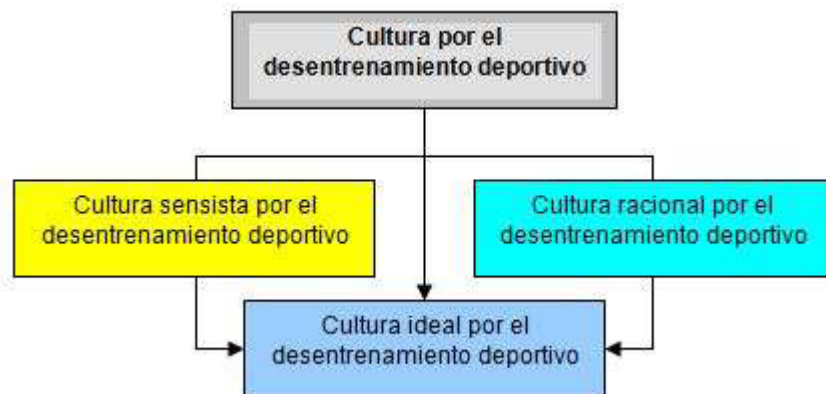 Cultura por el
desentrenamiento deportivo
Cultura sensista por el
desentrenamiento deportivo
Cultura racional por el
desentrenamiento deportivo
Cultura ideal por el
desentrenamiento deportivo